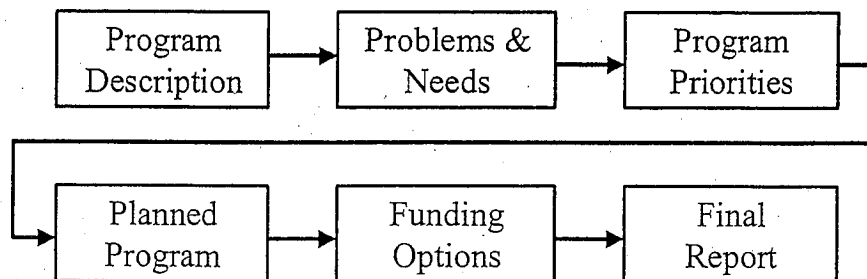 Program
Description
Problems &
Needs
Program
Priorities
Planned
Program
Funding
Options
Final
Report